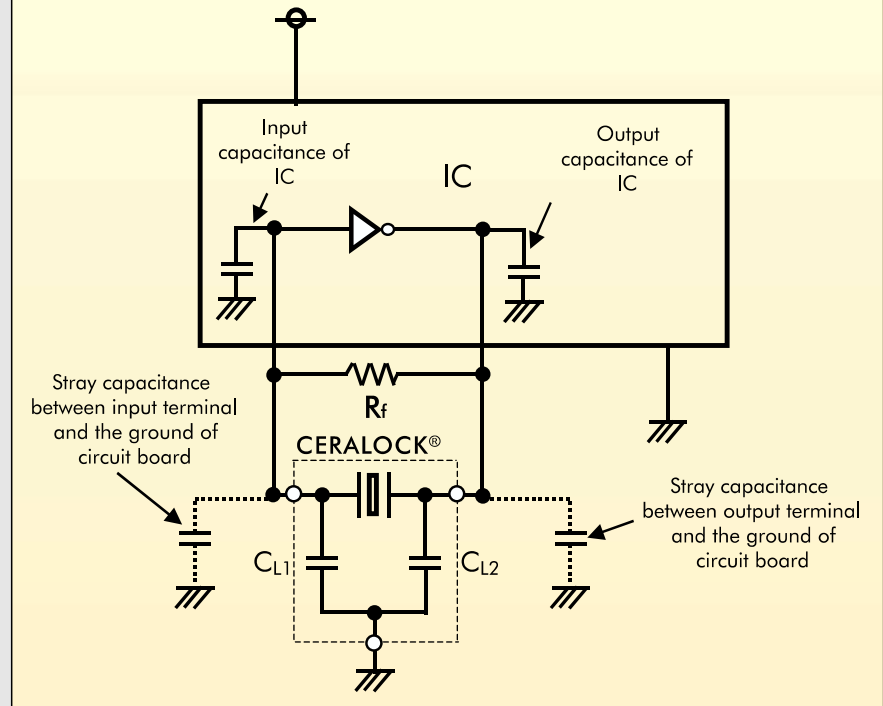 Input
capacitance of
IC
IC
Output
capacitance of
IC
Stray capacitance
between input terminal
and the ground of
circuit board
Rf
CERALOCK®
CL1
CL2
Stray capacitance
between output terminal
and the ground of
circuit board